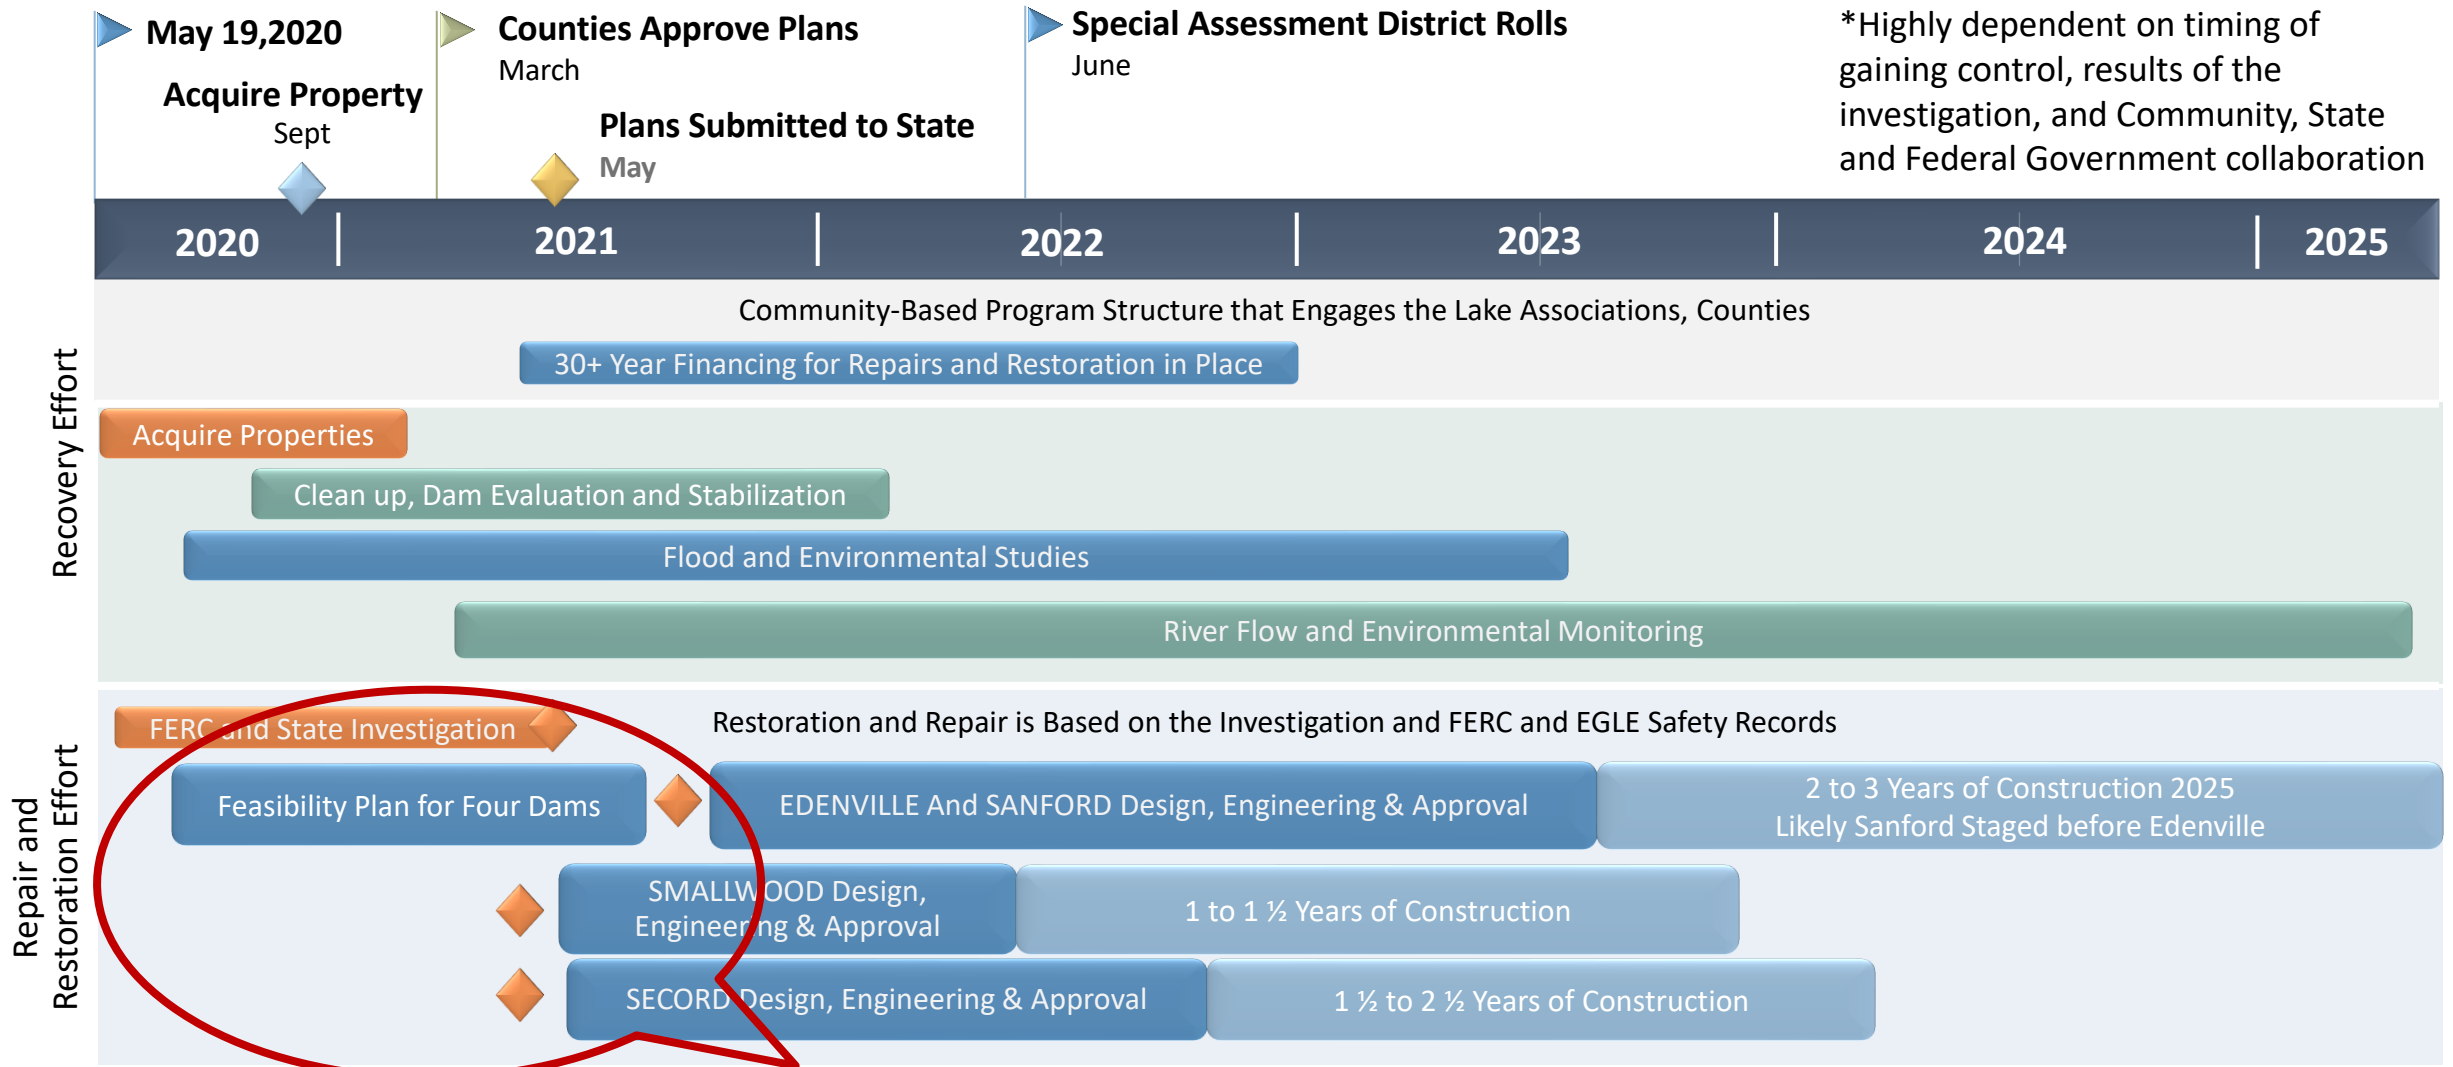 May 19,2020
Acquire Property
Sept
Counties Approve Plans
March
Plans Submitted to State
May
Special Assessment District Rolls
June
*Highly dependent on timing of
gaining control, results of the
investigation, and Community, State
and Federal Government collaboration
2020
2021
2022
2023
2024
2025
Recovery Effort
Community-Based Program Structure that Engages the Lake Associations, Counties
30+ Year Financing for Repairs and Restoration in Place
Acquire Properties
Clean up, Dam Evaluation and Stabilization
Flood and Environmental Studies
River Flow and Environmental Monitoring
Repair and
Restoration Effort
FERC and State Investigation
Restoration and Repair is Based on the Investigation and FERC and EGLE Safety Records
Feasibility Plan for Four Dams
EDENVILLE And SANFORD Design, Engineering & Approval
2 to 3 Years of Construction 2025
Likely Sanford Staged before Edenville
SMALLWOOD Design,
Engineering & Approval
1 to 1 ½ Years of Construction
SECORD Design, Engineering & Approval
1 ½ to 2 ½ Years of Construction